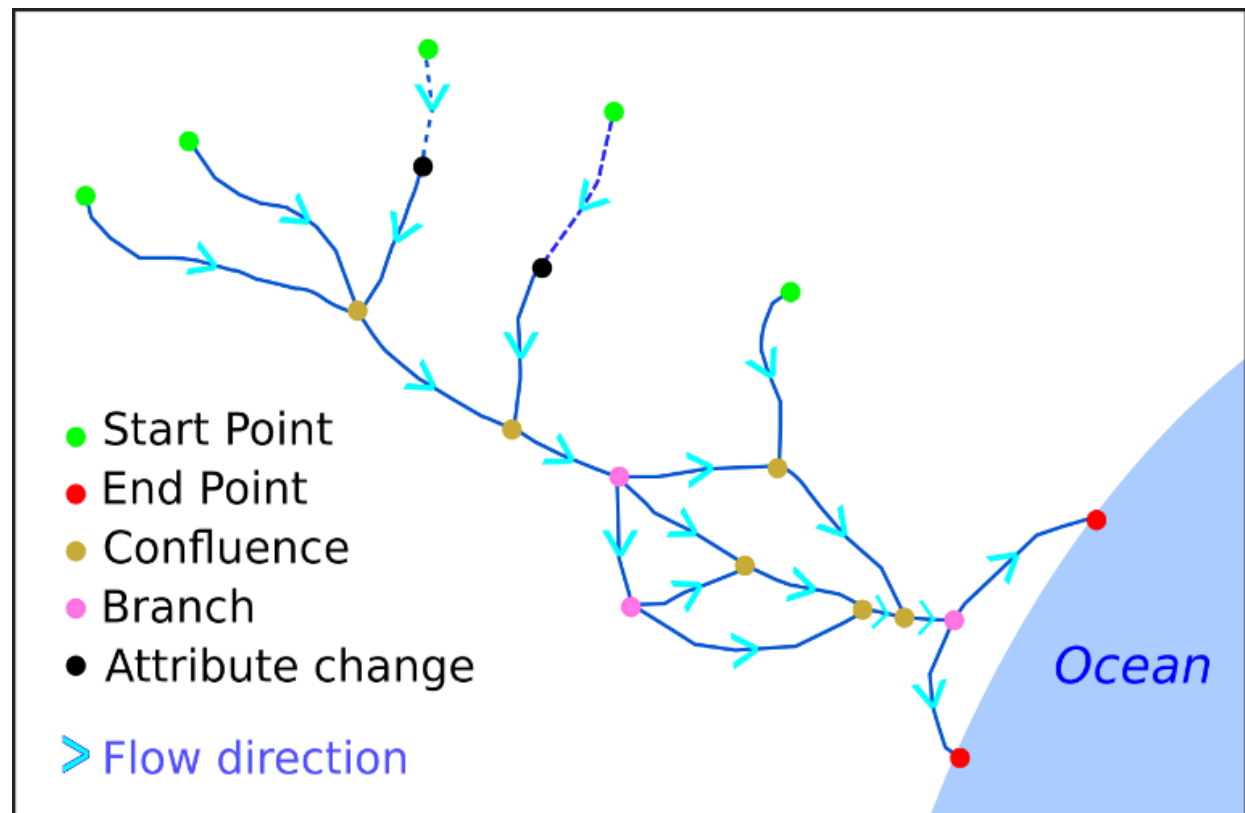 Start Point
End Point
Confluence
Branch
Attribute change
Flow direction
Ocean